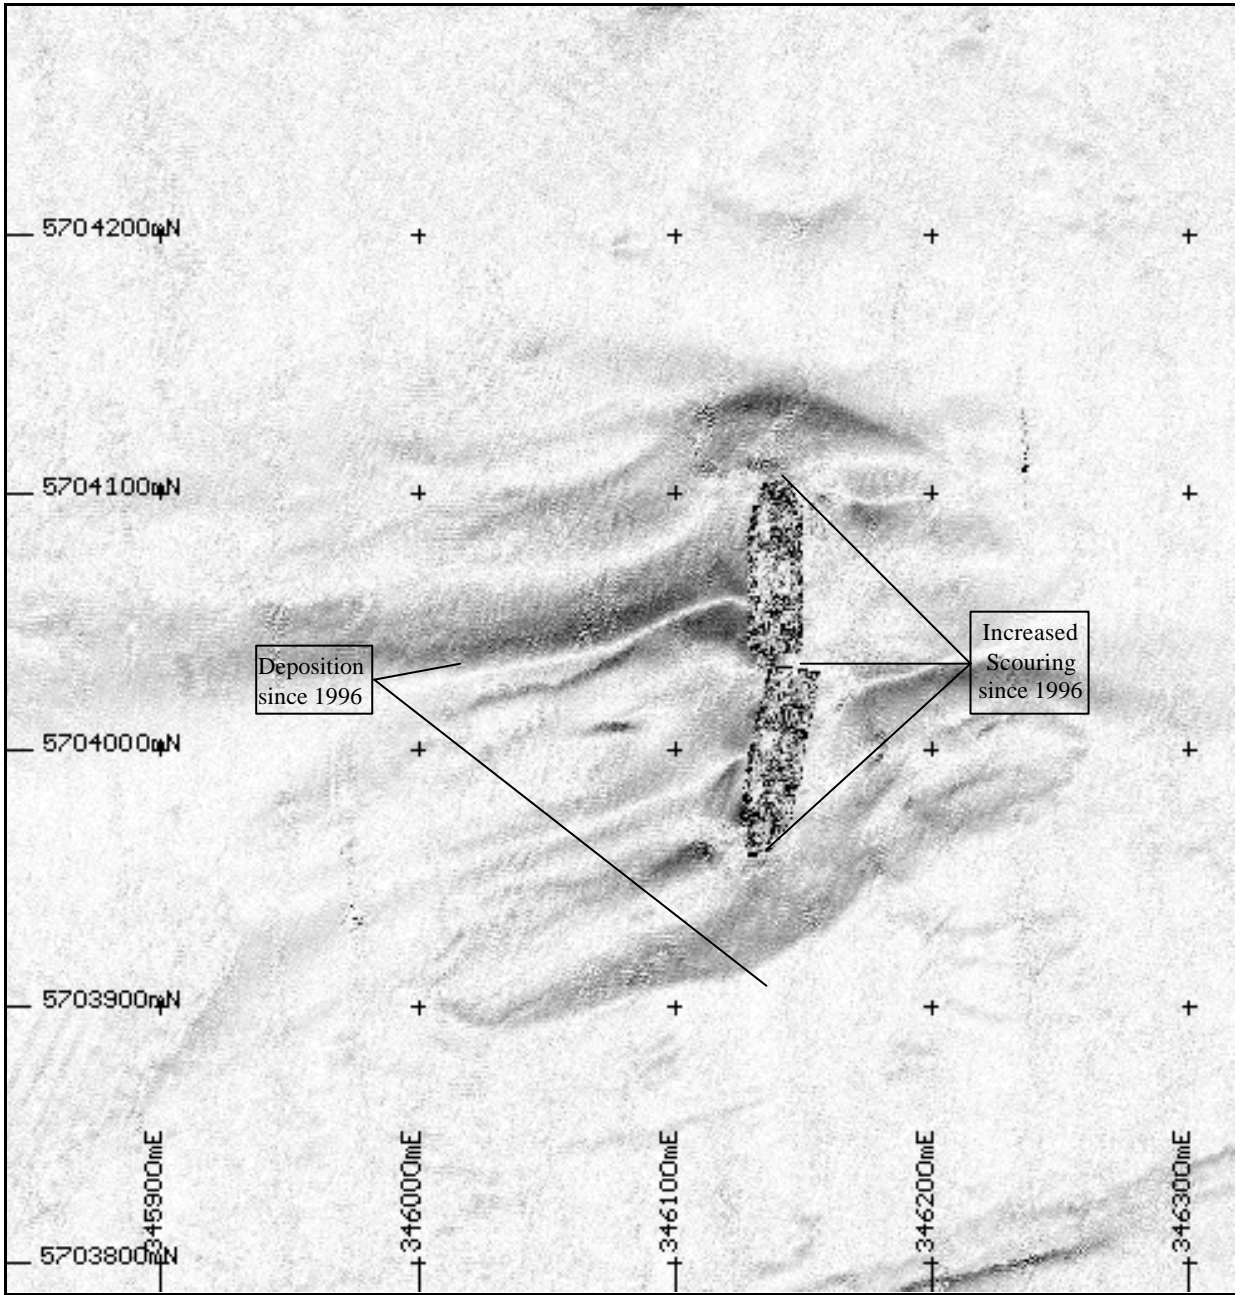 5704200mN
5704100mN
Increased
Scouring
since 1996
Deposition
since 1996
5704000mN
5703900mN
345900mE
346000mE
346100mE
346200mE
346300mE
5703800mN